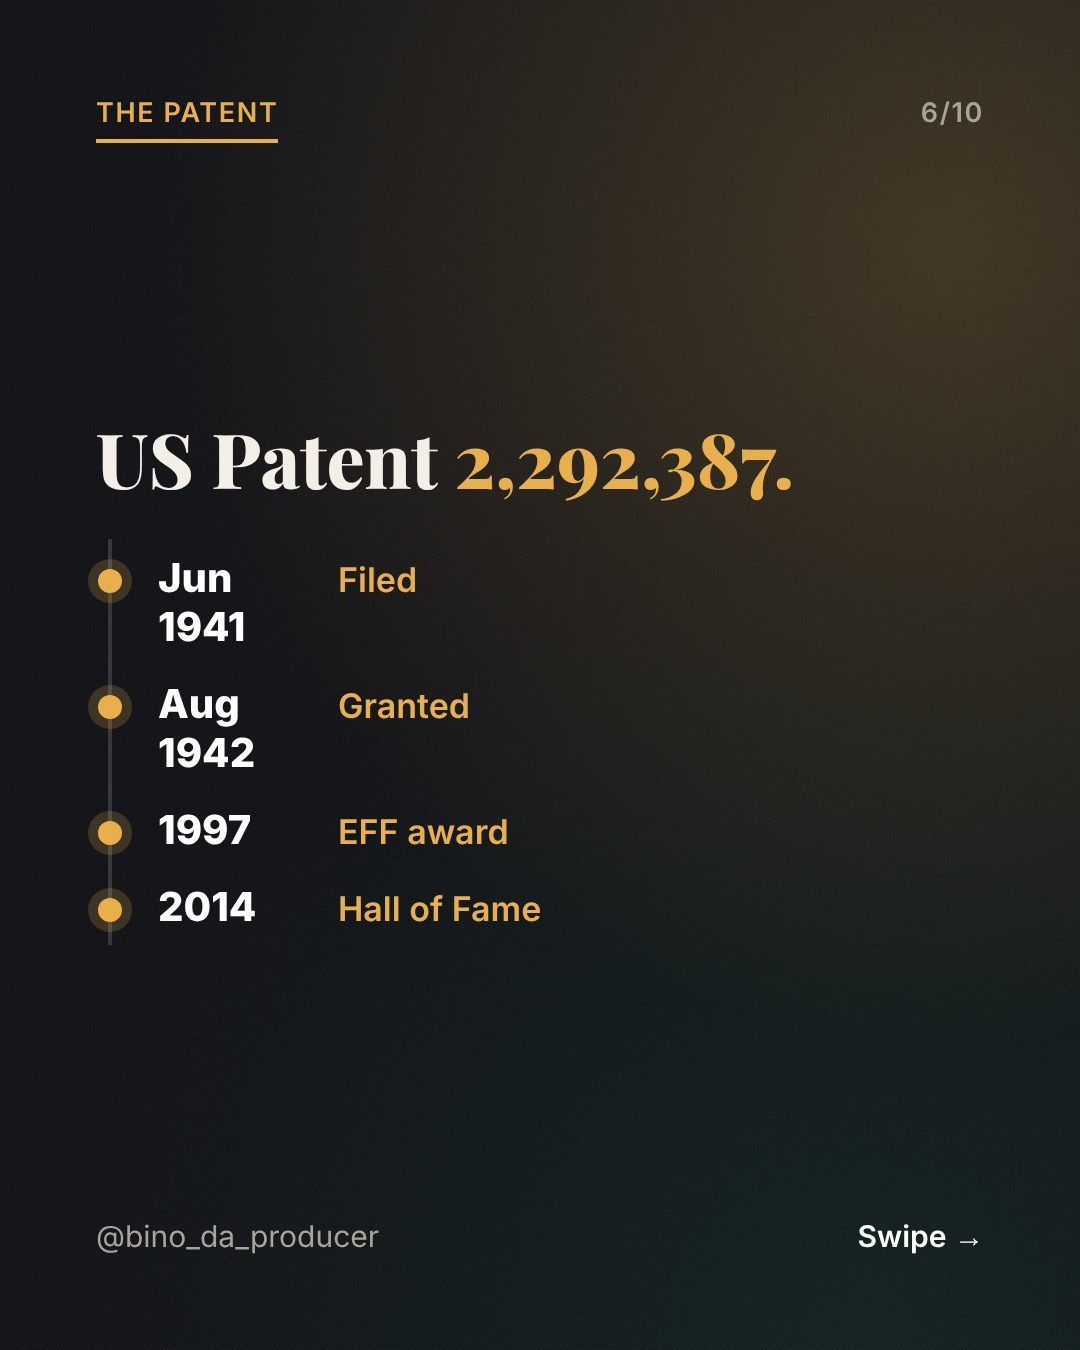 THE PATENT
6/10
US Patent 2,292,387.
Jun 1941
Filed
Aug 1942
Granted
1997
EFF award
2014
Hall of Fame
@bino_da_producer
Swipe →